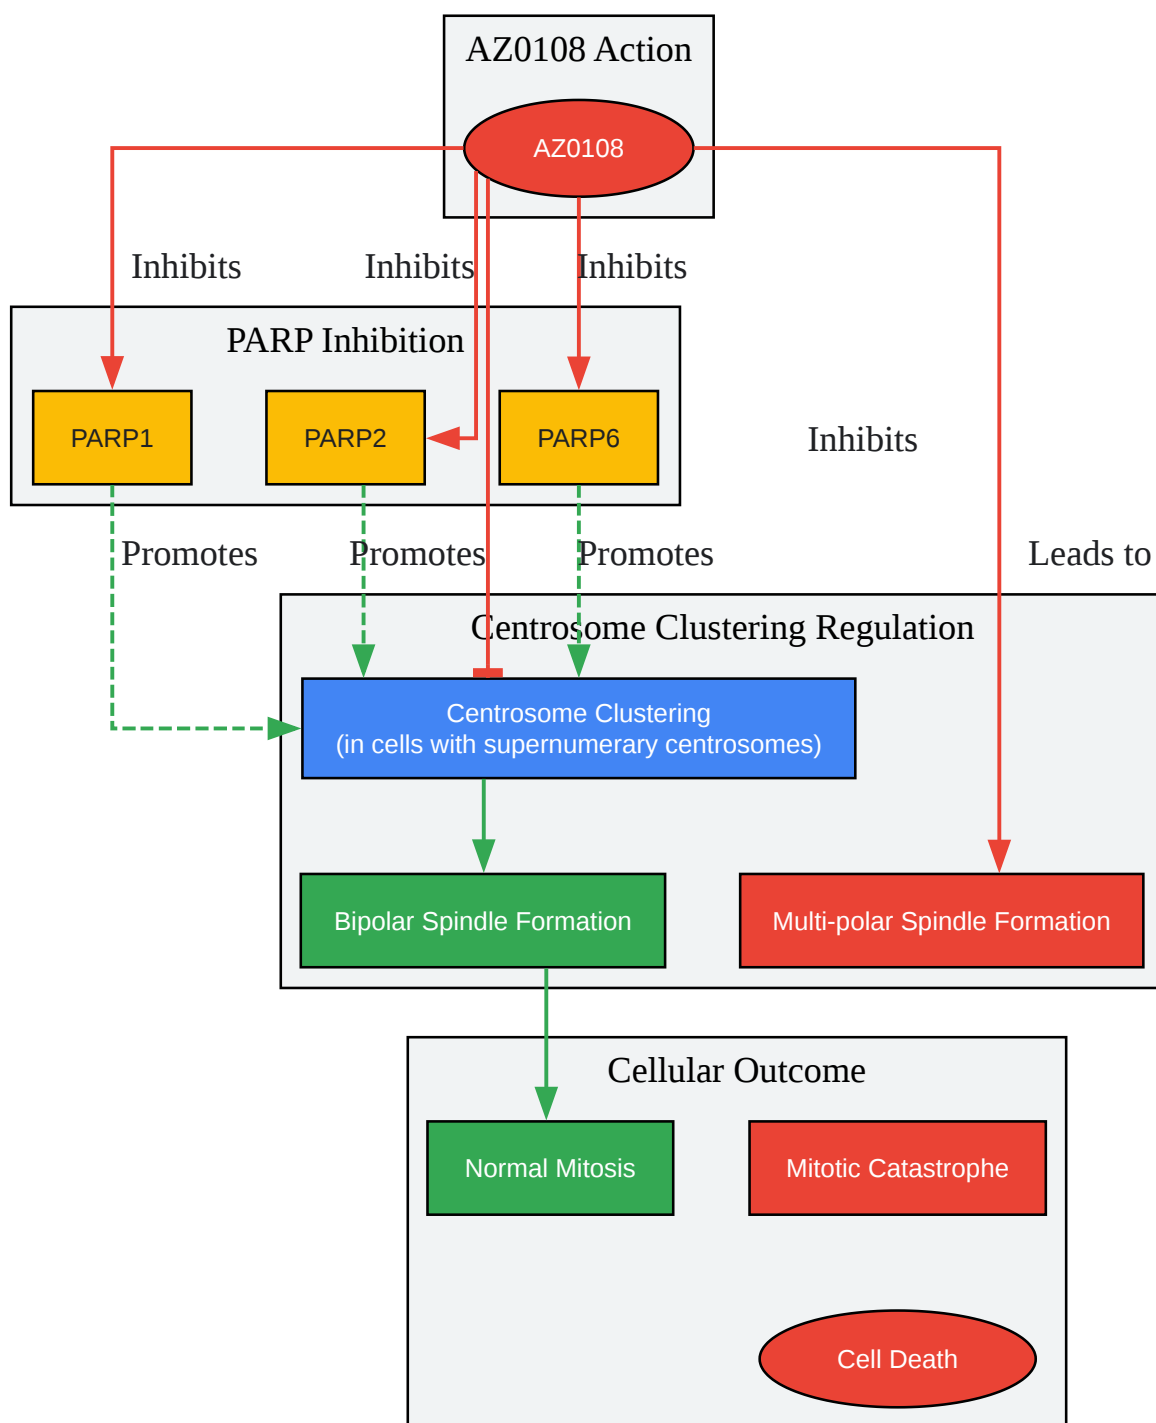 AZ0108 Action
AZ0108
Inhibits
Inhibits
Inhibits
PARP Inhibition
PARP1
PARP2
PARP6
Inhibits
Promotes
Promotes
Promotes
Leads to
Centrosome Clustering Regulation
Centrosome Clustering
(in cells with supernumerary centrosomes)
Bipolar Spindle Formation
Multi-polar Spindle Formation
Cellular Outcome
Normal Mitosis
Mitotic Catastrophe
Cell Death